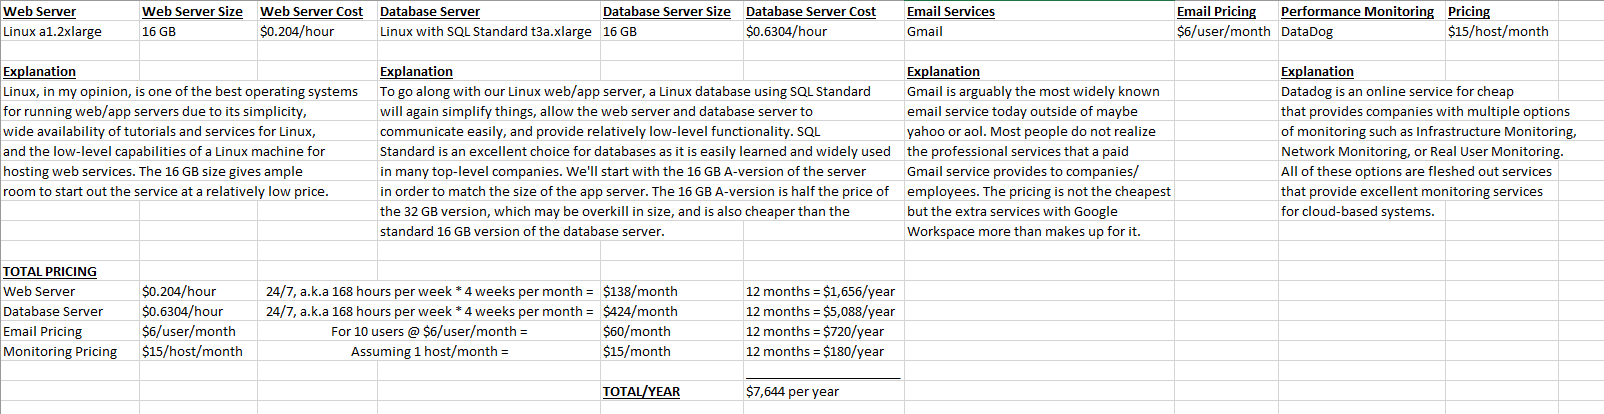 Web Server Web Server Size Web Server Cost Database Server Database Server Size Database Server Cost Email Services Email Pricing Performance Monitoring Pricing
Linux a1.2xlarge 16 GB $0.204/hour Linux with SQL Standard t3a.xlarge 16 GB $0.6304/hour Gmail $6/user/month DataDog $15/host/month
Explanation
Linux, in my opinion, is one of the best operating systems
for running web/app servers due to its simplicity,
wide availability of tutorials and services for Linux,
and the low-level capabilities of a Linux machine for
hosting web services. The 16 GB size gives ample
room to start out the service at a relatively low price.
Explanation
To go along with our Linux web/app server, a Linux database using SQL Standard
will again simplify things, allow the web server and database server to
communicate easily, and provide relatively low-level functionality. SQL
Standard is an excellent choice for databases as it is easily learned and widely used
in many top-level companies. We'll start with the 16 GB A-version of the server
in order to match the size of the app server. The 16 GB A-version is half the price of
the 32 GB version, which may be overkill in size, and is also cheaper than the
standard 16 GB version of the database server.
Explanation
Gmail is arguably the most widely known
email service today outside of maybe
yahoo or aol. Most people do not realize
the professional services that a paid
Gmail service provides to companies/
employees. The pricing is not the cheapest
but the extra services with Google
Workspace more than makes up for it.
Explanation
Datadog is an online service for cheap
that provides companies with multiple options
of monitoring such as Infrastructure Monitoring,
Network Monitoring, or Real User Monitoring.
All of these options are fleshed out services
that provide excellent monitoring services
for cloud-based systems.
TOTAL PRICING
Web Server $0.204/hour 24/7, a.k.a 168 hours per week * 4 weeks per month = $138/month 12 months = $1,656/year
Database Server $0.6304/hour 24/7, a.k.a 168 hours per week * 4 weeks per month = $424/month 12 months = $5,088/year
Email Pricing $6/user/month For 10 users @ $6/user/month = $60/month 12 months = $720/year
Monitoring Pricing $15/host/month Assuming 1 host/month = $15/month 12 months = $180/year
TOTAL/YEAR $7,644 per year